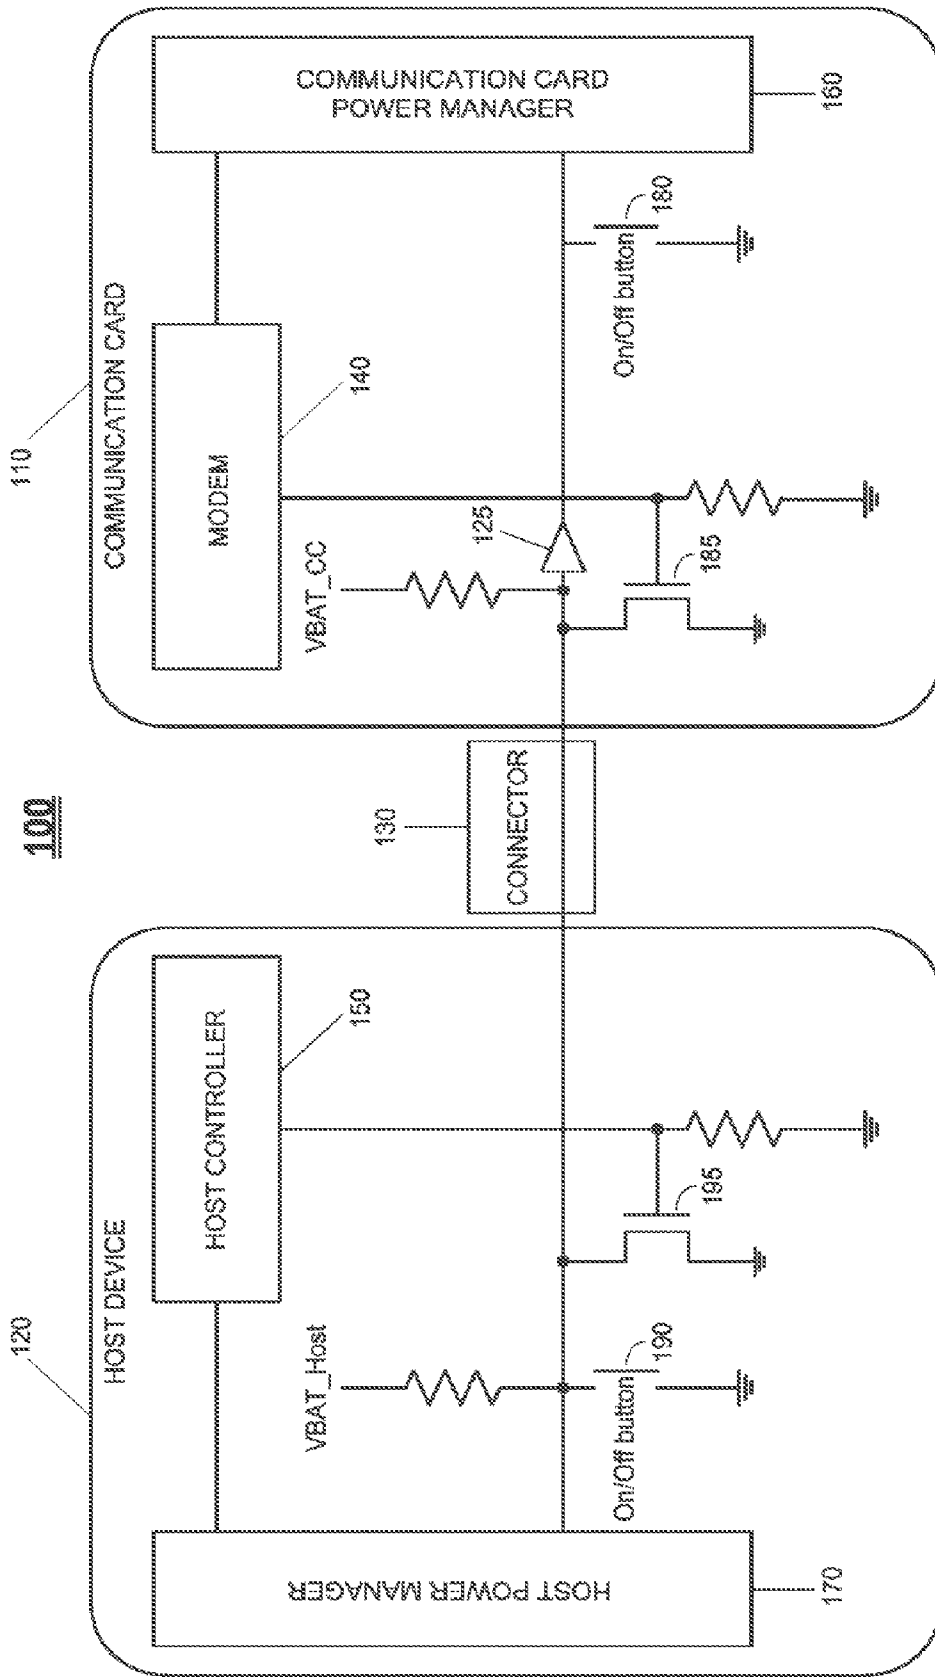 100
120
HOST DEVICE
HOST CONTROLLER
150
VBAT_Host
HOST POWER MANAGER
170
On/Off button
190
195
130
CONNECTOR
110
COMMUNICATION CARD
MODEM
140
VBAT_CC
125
185
On/Off button
180
COMMUNICATION CARD
POWER MANAGER
160